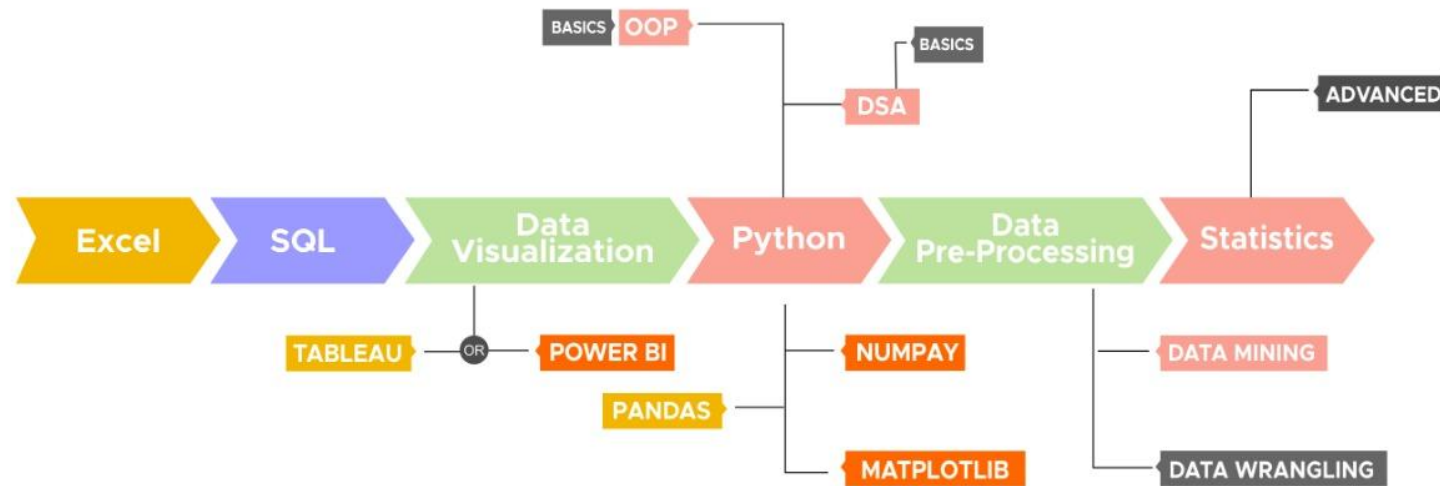 BASICS OOP
BASICS
DSA
ADVANCED
Excel
SQL
Data
Visualization
Python
Data
Pre-Processing
Statistics
TABLEAU
OR
POWER BI
NUMPAY
DATA MINING
PANDAS
MATPLOTLIB
DATA WRANGLING